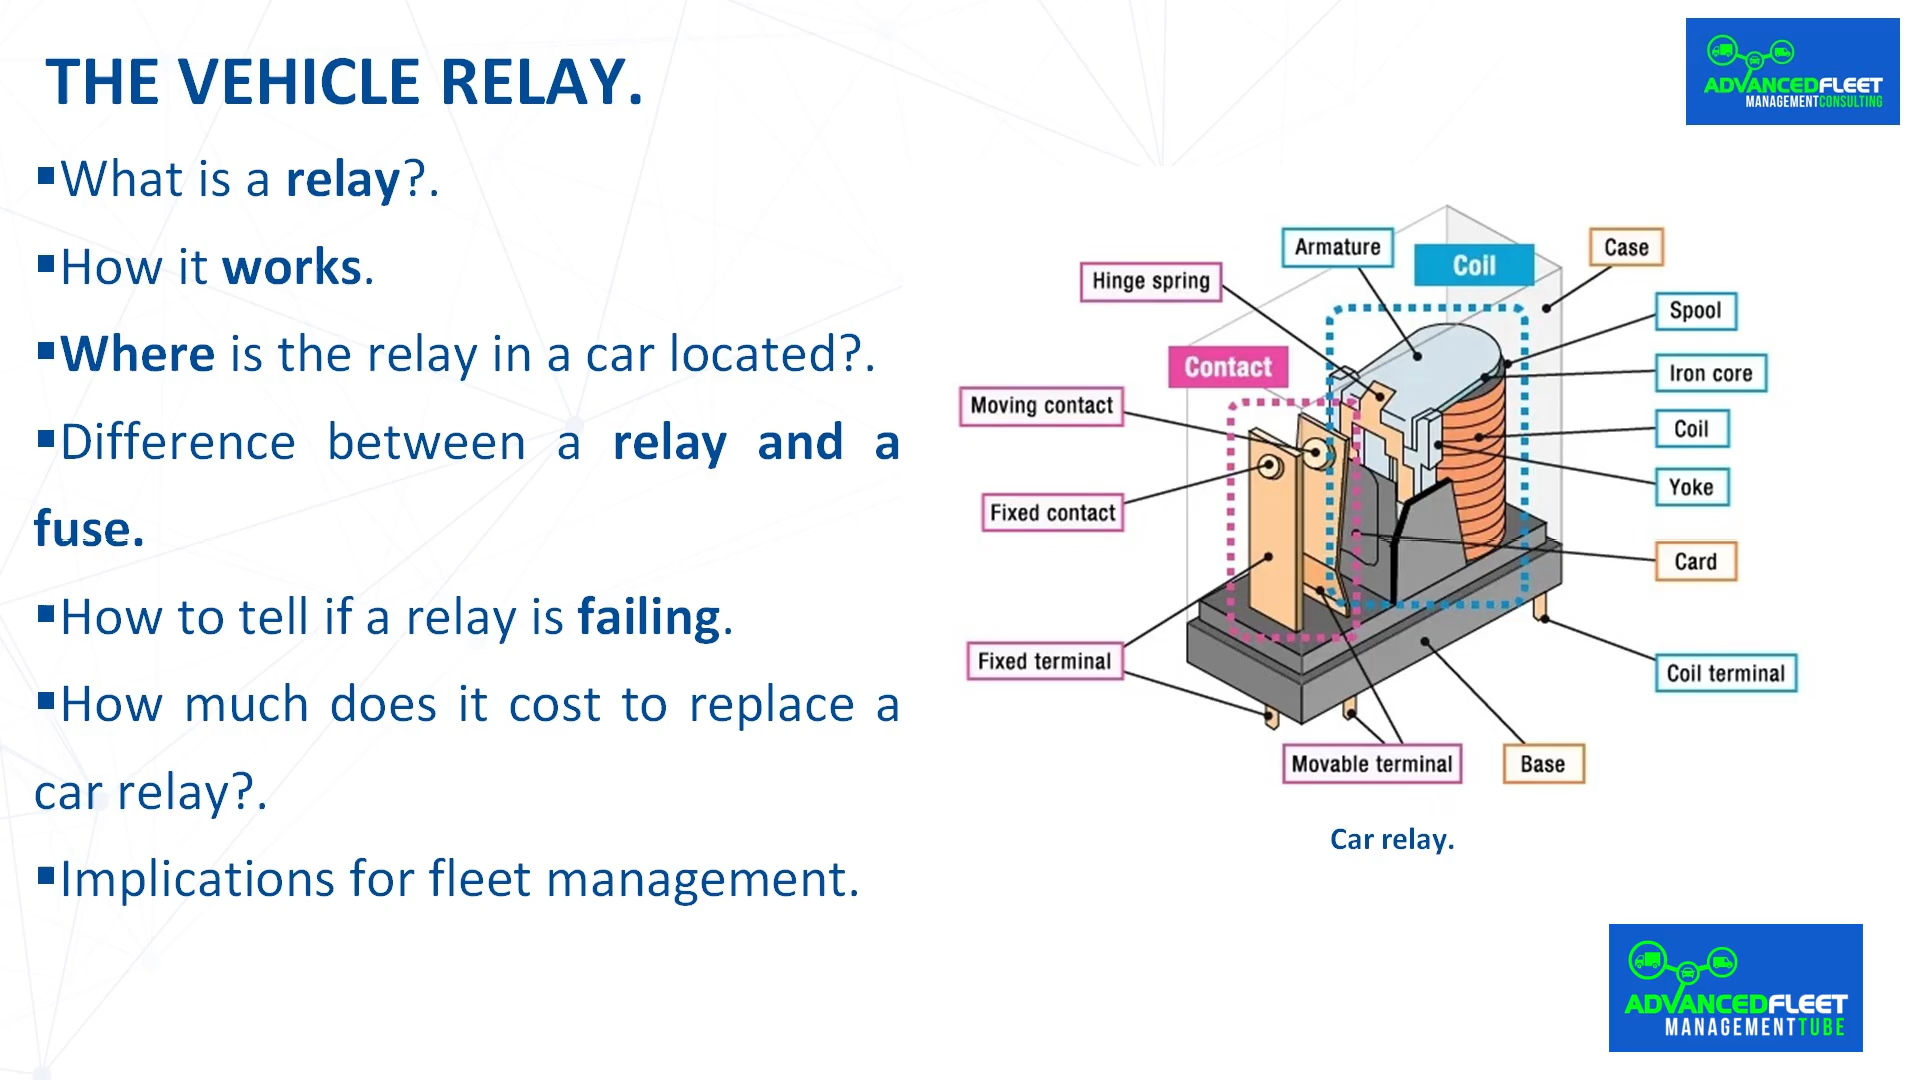 THE VEHICLE RELAY.
▪What is a relay?.
▪How it works.
▪Where is the relay in a car located?.
▪Difference between a relay and a
fuse.
▪How to tell if a relay is failing.
▪How much does it cost to replace a
car relay?.
▪Implications for fleet management.
ADVANCEDFLEET
MANAGEMENTCONSULTING
Armature
Coil
Case
Hinge spring
Spool
Contact
Iron core
Moving contact
Coil
Yoke
Fixed contact
Card
Fixed terminal
Coil terminal
Movable terminal
Base
Car relay.
ADVANCEDFLEET
MANAGEMENTTUBE